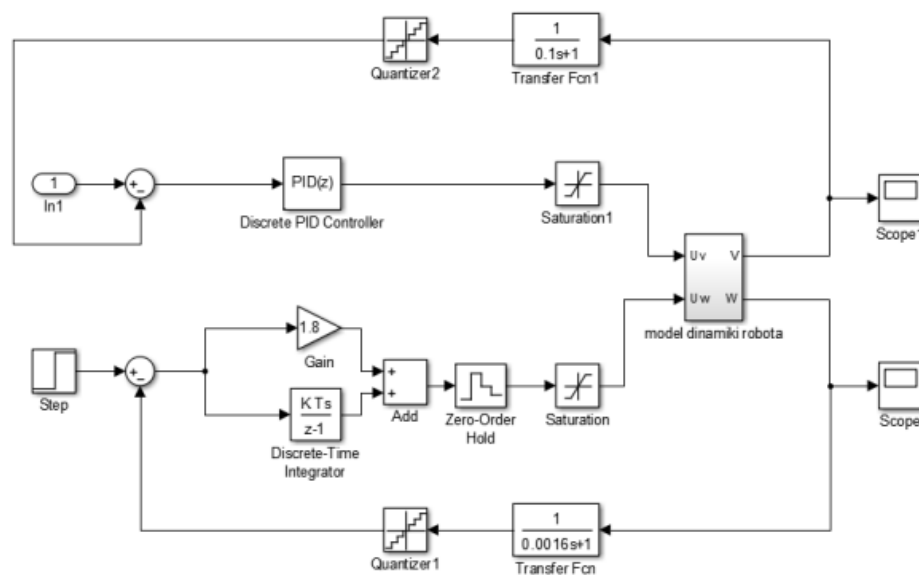 1
0.1s+1
Quantizer2
Transfer Fcn1
1
In1
+
−
PID(z)
Discrete PID Controller
Saturation1
Scope1
Uv V
Uw W
model dinamiki robota
Step
+
−
1.8
Gain
K Ts
z-1
Discrete-Time
Integrator
+
+
Add
Zero-Order
Hold
Saturation
Scope
Quantizer1
1
0.0016s+1
Transfer Fcn